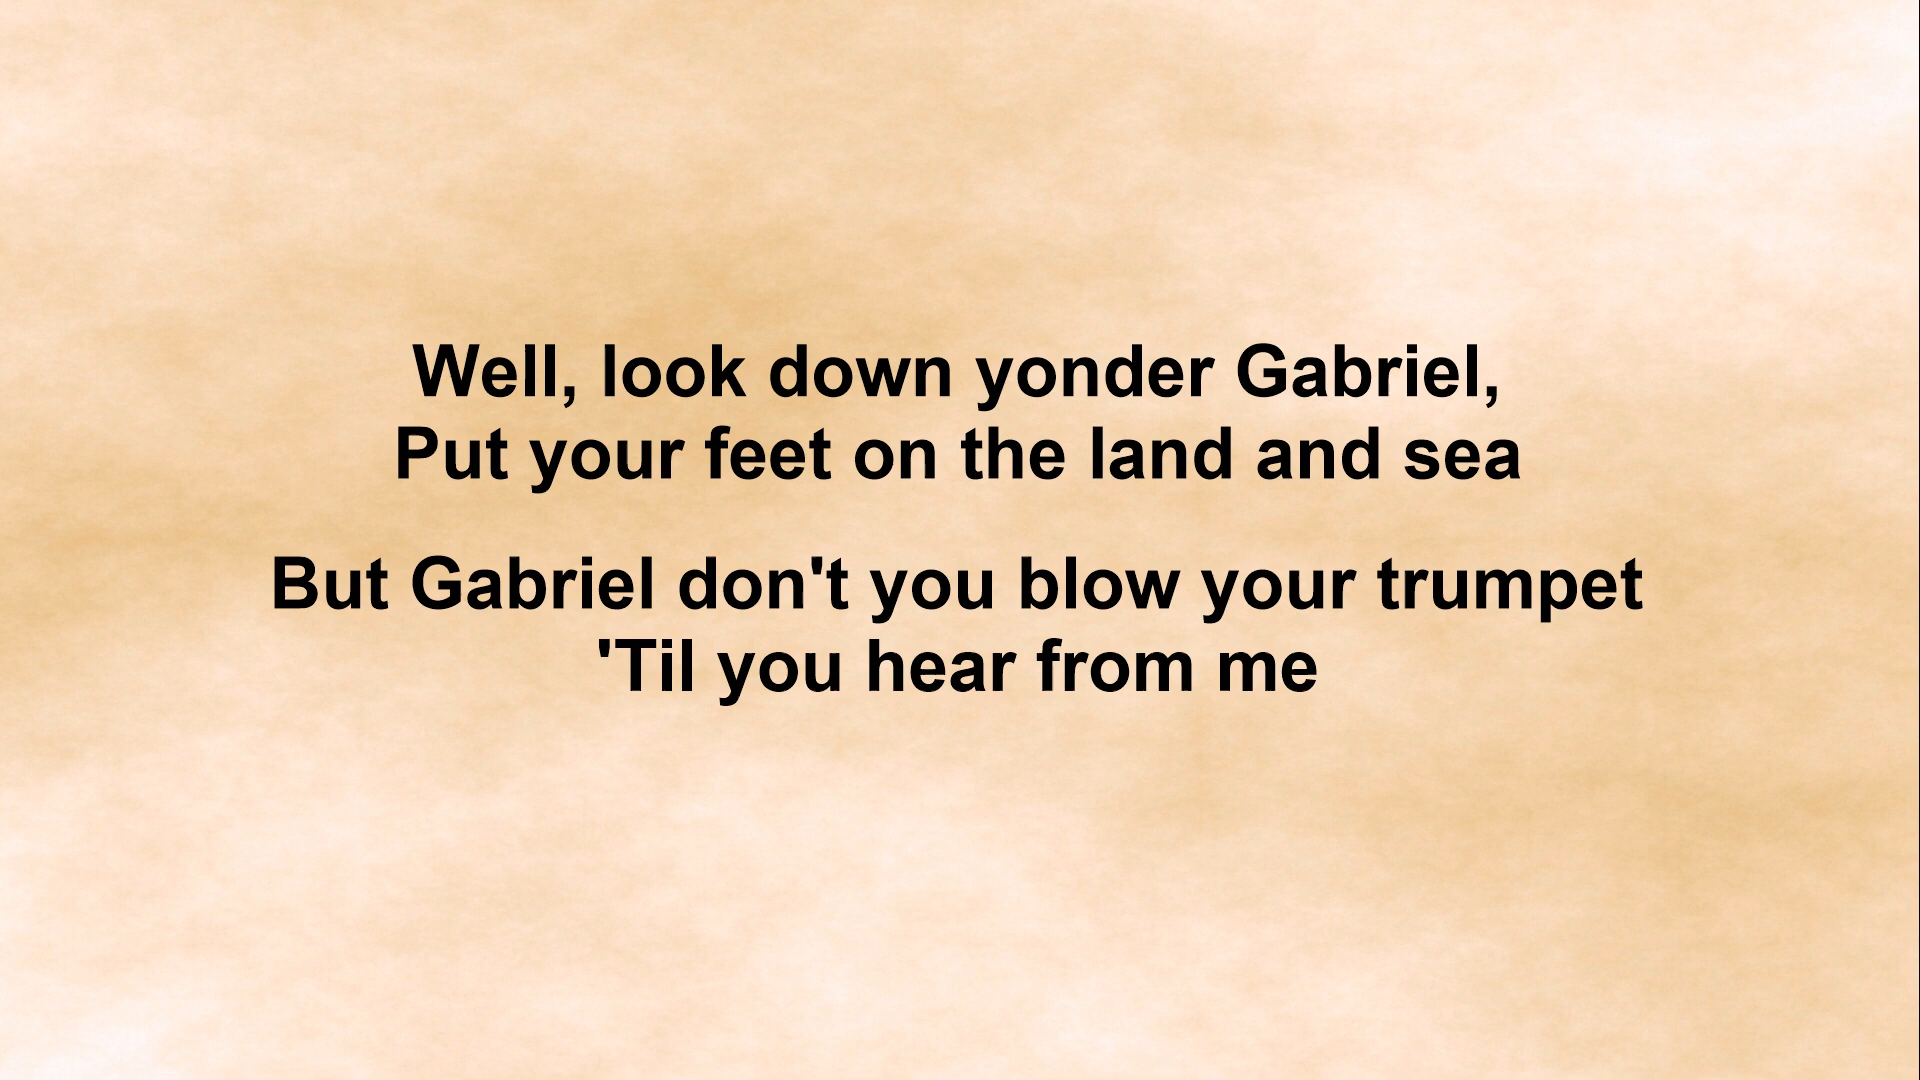 Well, look down yonder Gabriel,
Put your feet on the land and sea
But Gabriel don't you blow your trumpet
'Til you hear from me